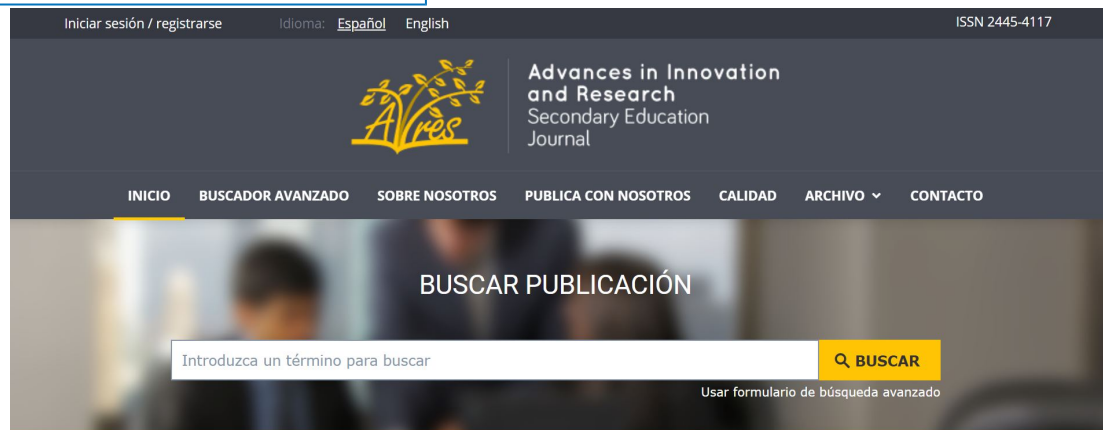 Iniciar sesión / registrarse Idioma: Español English ISSN 2445-4117
AIres
Advances in Innovation
and Research
Secondary Education
Journal
INICIO BUSCADOR AVANZADO SOBRE NOSOTROS PUBLICA CON NOSOTROS CALIDAD ARCHIVO CONTACTO
BUSCAR PUBLICACIÓN
Introduzca un término para buscar BUSCAR
Usar formulario de búsqueda avanzado